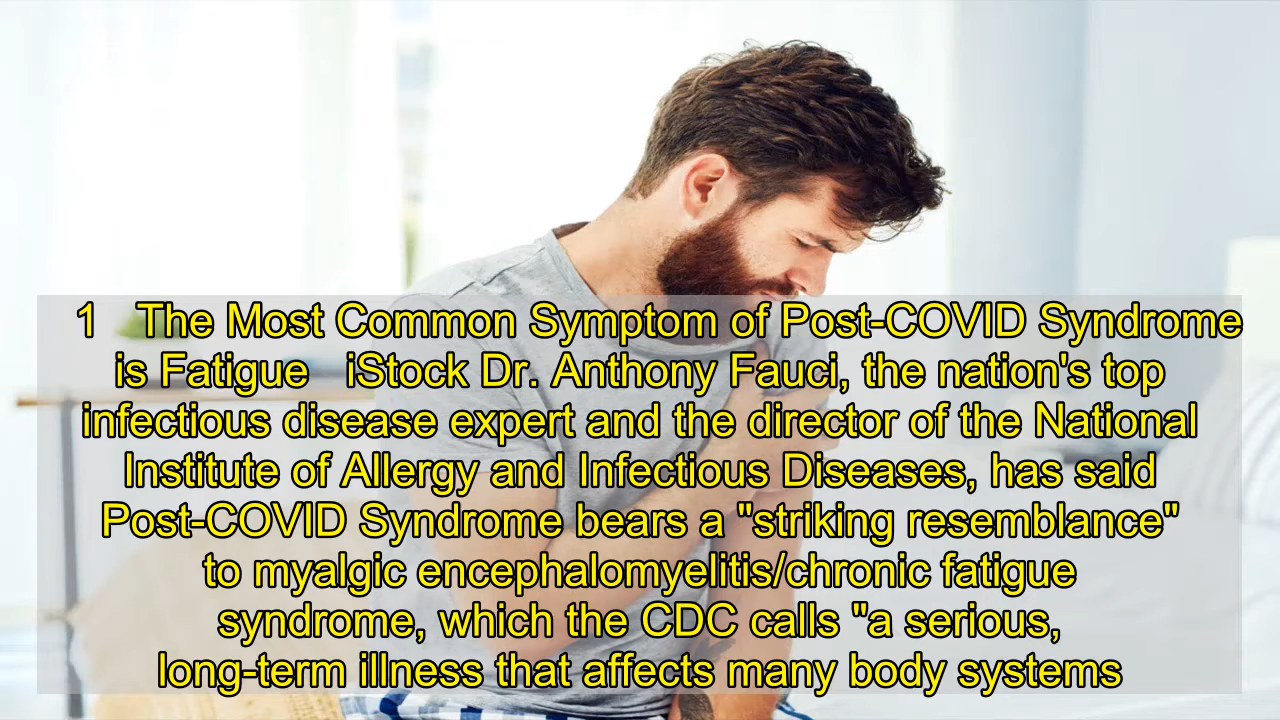 1 The Most Common Symptom of Post-COVID Syndrome
is Fatigue iStock Dr. Anthony Fauci, the nation's top
infectious disease expert and the director of the National
Institute of Allergy and Infectious Diseases, has said
Post-COVID Syndrome bears a "striking resemblance"
to myalgic encephalomyelitis/chronic fatigue
syndrome, which the CDC calls "a serious,
long-term illness that affects many body systems